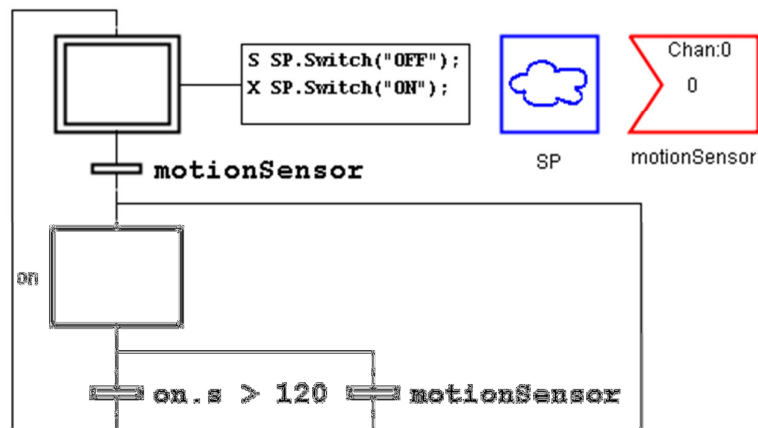 S SP.Switch("OFF");
X SP.Switch("ON");
Chan:0
0
SP
motionSensor
motionSensor
on
on.s > 120
motionSensor